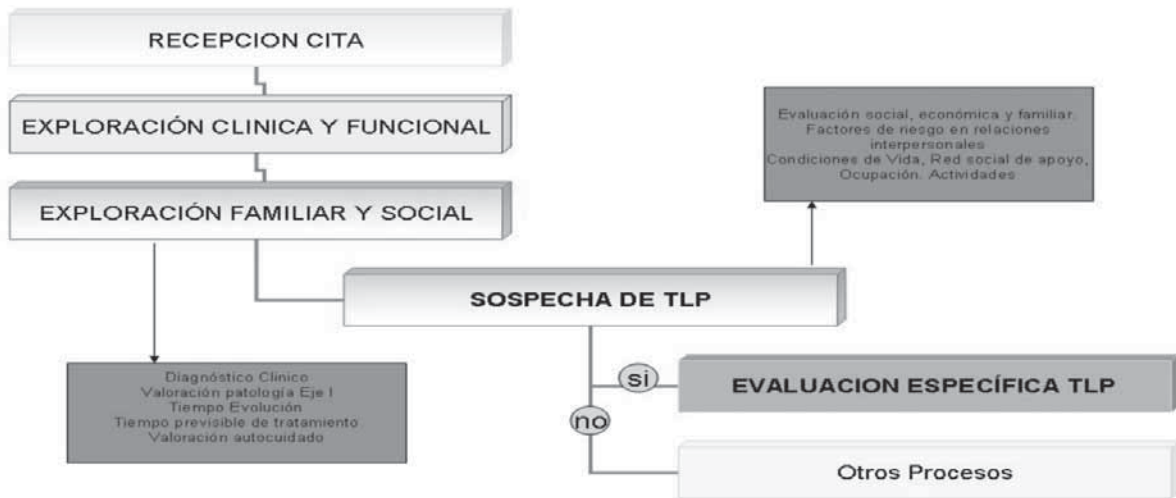 RECEPCION CITA
EXPLORACIÓN CLINICA Y FUNCIONAL
EXPLORACIÓN FAMILIAR Y SOCIAL
Evaluación social, económica y familiar.
Factores de riesgo en relaciones
interpersonales
Condiciones de Vida, Red social de apoyo,
Ocupación. Actividades
SOSPECHA DE TLP
Diagnóstico Clinico
Valoración patología Eje I
Tiempo Evolución
Tiempo previsible de tratamiento
Valoración autocuidado
si
EVALUACION ESPECÍFICA TLP
no
Otros Procesos